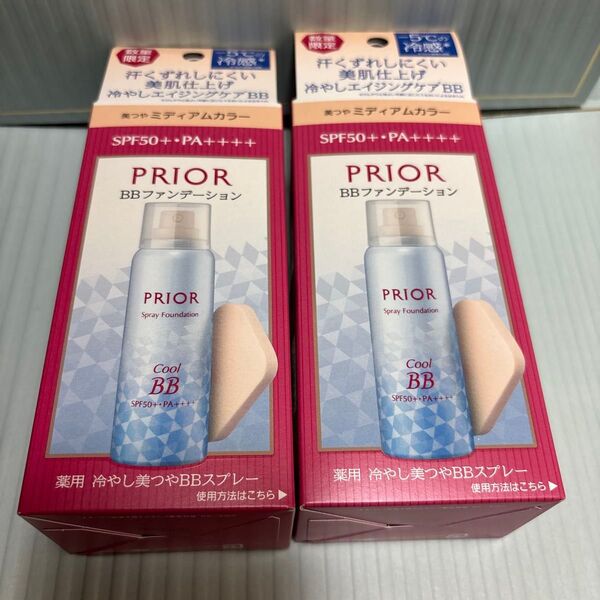 数量
限定
-5℃の
冷感*
汗くずれしにくい
美肌仕上げ
冷やしエイジングケアBB
美つや ミディアムカラー
SPF50+・PA++++
PRIOR
BBファンデーション
PRIOR
Spray Foundation
Cool
BB
SPF50+・PA++++
薬用 冷やし美つやBBスプレー
使用方法はこちら▶
数量
限定
-5℃の
冷感*
汗くずれしにくい
美肌仕上げ
冷やしエイジングケアBB
美つや ミディアムカラー
SPF50+・PA++++
PRIOR
BBファンデーション
PRIOR
Spray Foundation
Cool
BB
SPF50+・PA++++
薬用 冷やし美つやBBスプレー
使用方法はこちら▶